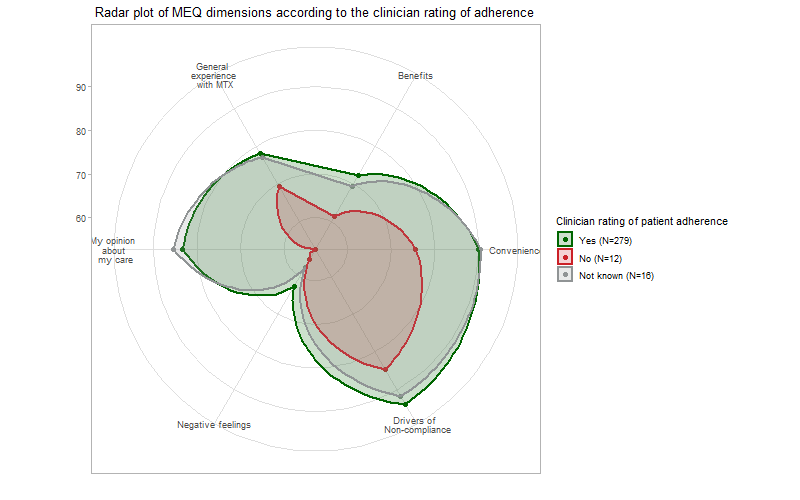 Radar plot of MEQ dimensions according to the clinician rating of adherence
General
experience
with MTX
Benefits
90
80
70
60
My opinion
about
my care
Convenienc
Clinician rating of patient adherence
Yes (N=279)
No (N=12)
Not known (N=16)
Negative feelings
Drivers of
Non-compliance